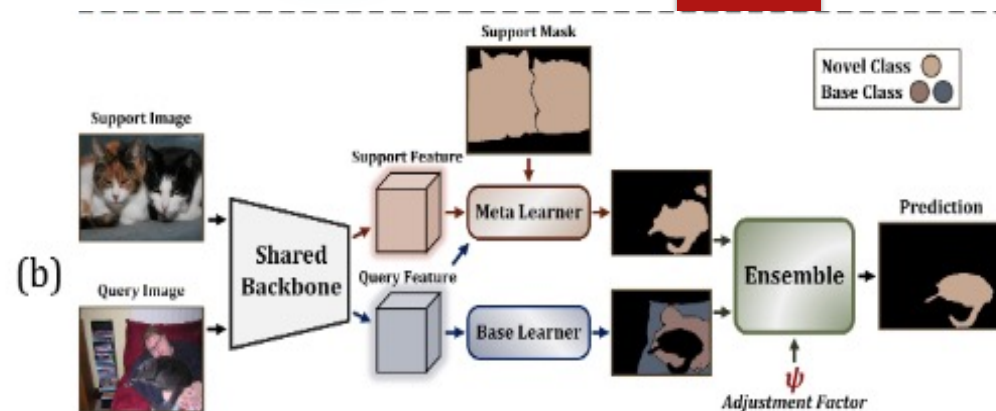 Support Mask
Novel Class
Base Class
Support Image
Support Feature
Meta Learner
Prediction
Shared
Backbone
(b)
Query Image
Query Feature
Base Learner
Ensemble
ψ
Adjustment Factor